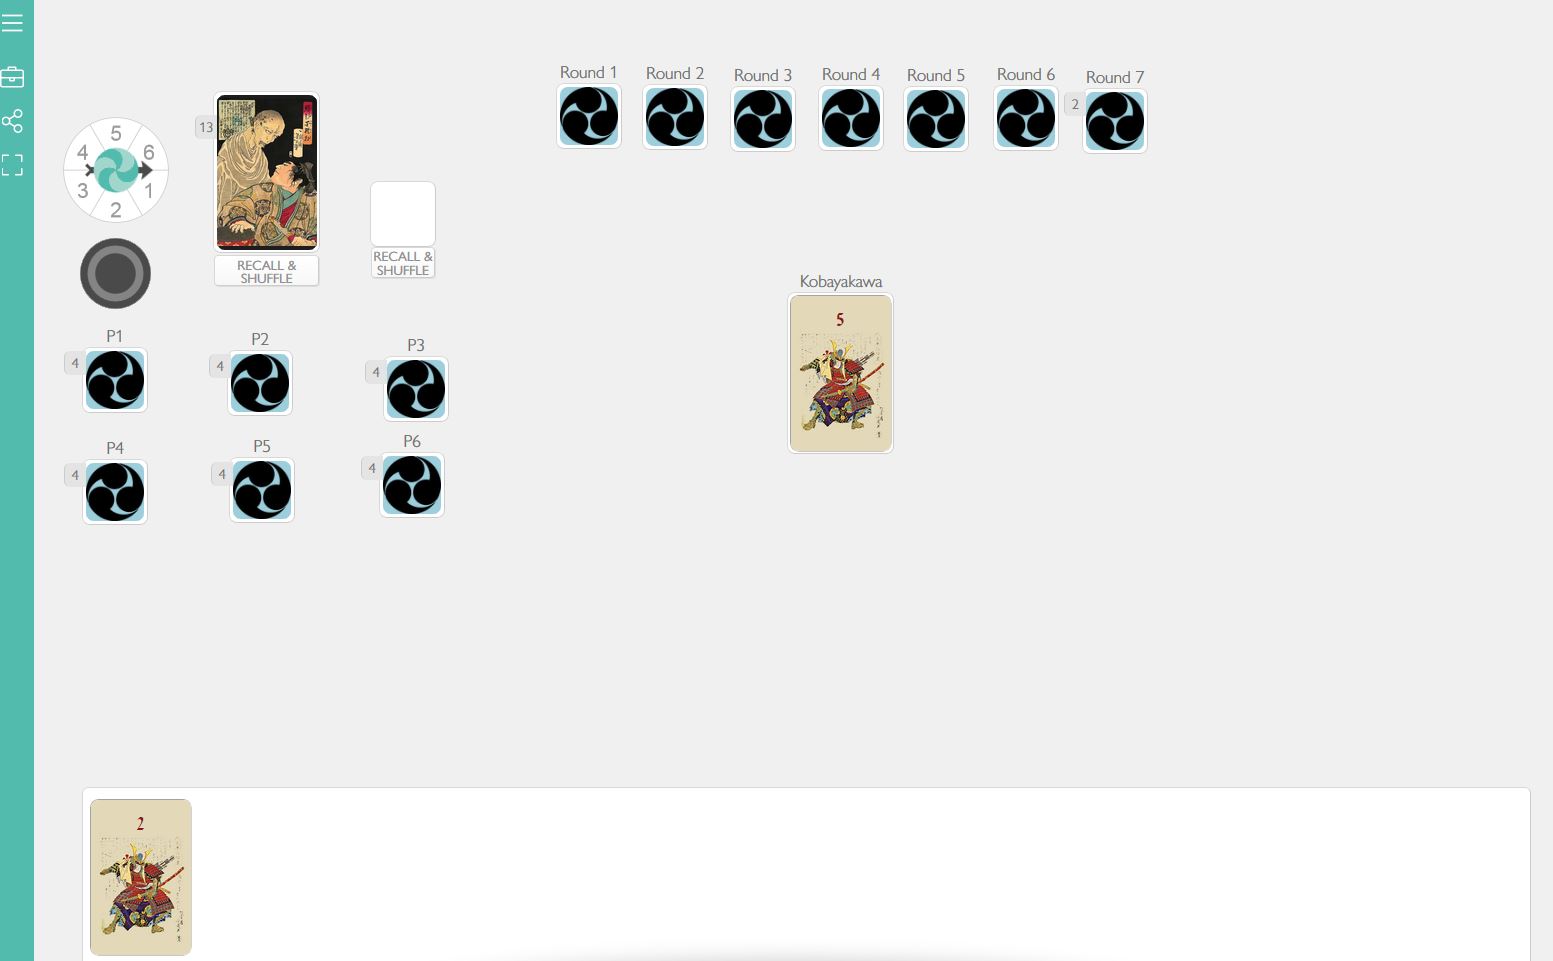 Round 1
Round 2
Round 3
Round 4
Round 5
Round 6
Round 7
2
5
4
6
3
1
2
13
RECALL &
SHUFFLE
RECALL &
SHUFFLE
Kobayakawa
5
P1
4
P2
4
P3
4
P4
4
P5
4
P6
4
2